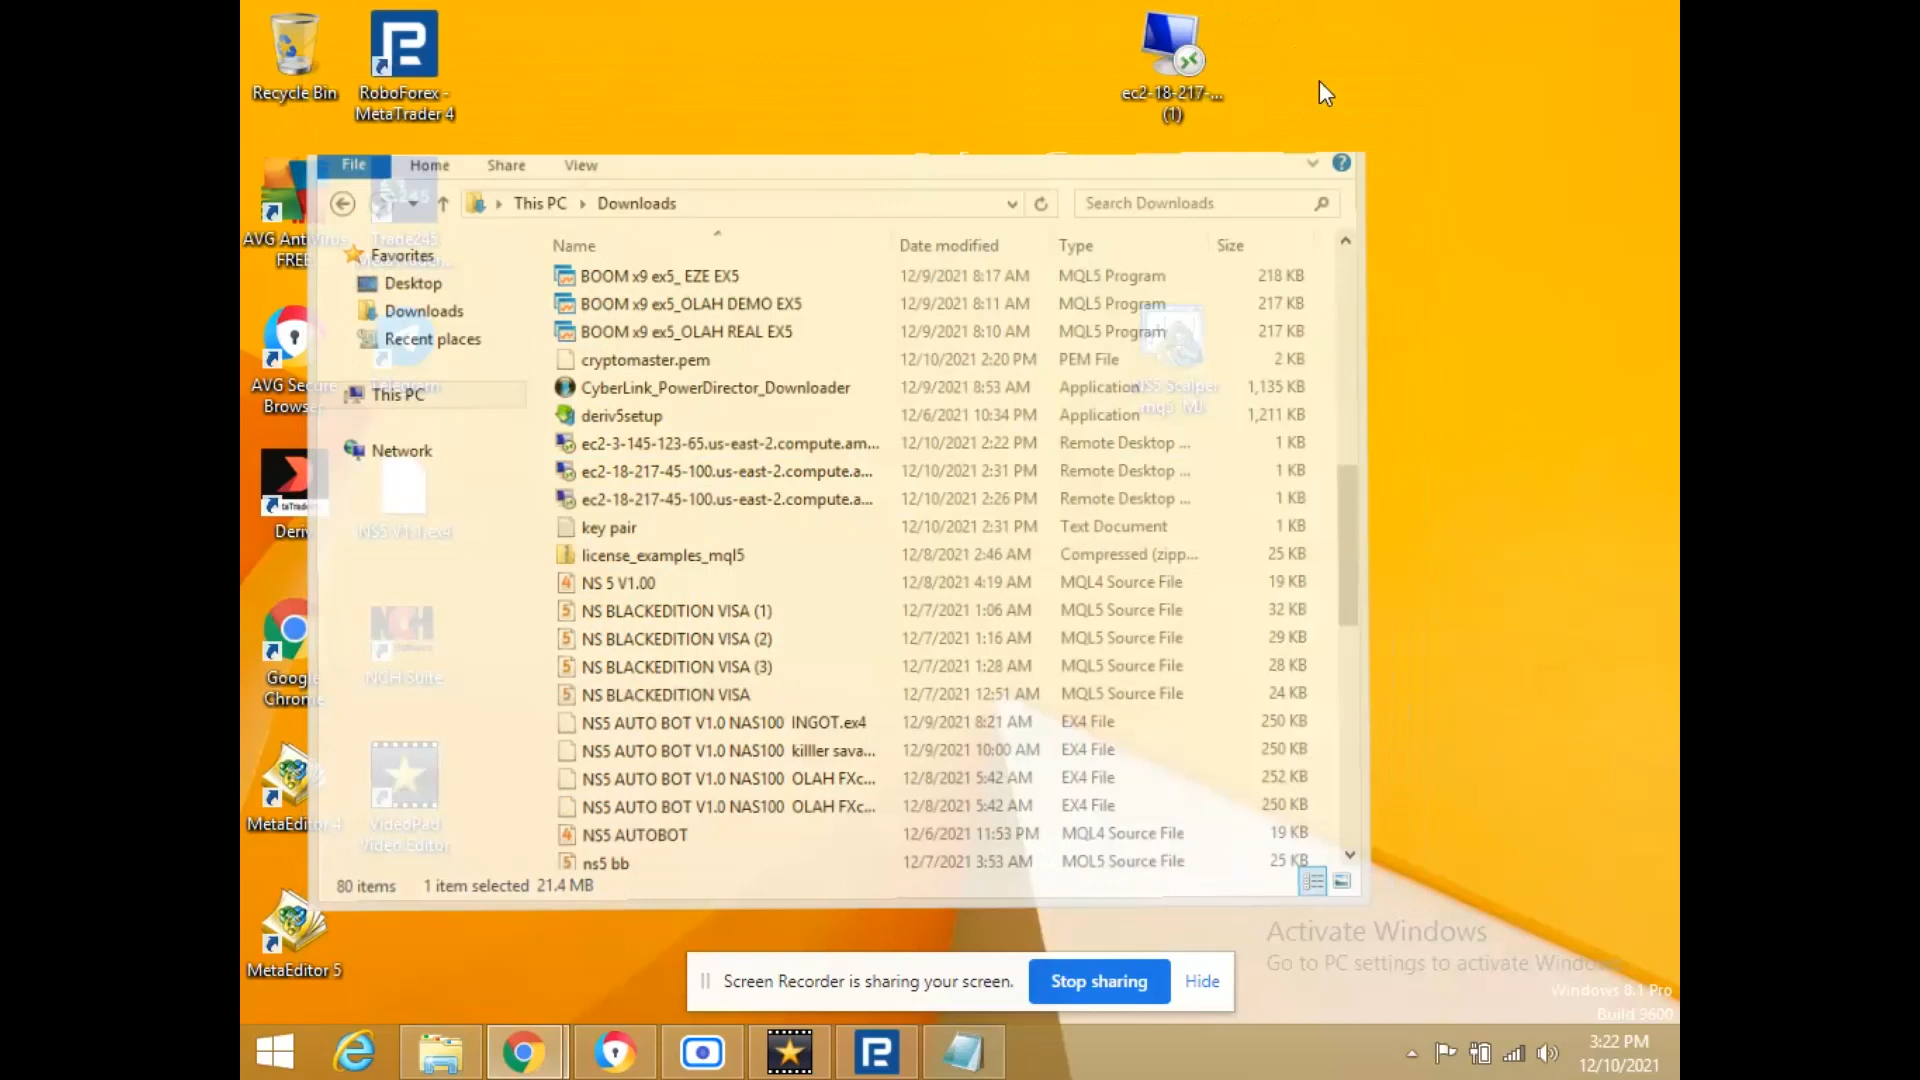 Recycle Bin
RoboForex -
MetaTrader 4
ec2-18-217-...
(1)
File Home Share View
This PC Downloads
Search Downloads
AVG AntiVirus
FREE
Trade245
Name Date modified Type Size
Favorites
Desktop
Downloads
Recent places
This PC
Network
BOOM x9 ex5_ EZE EX5 12/9/2021 8:17 AM MQL5 Program 218 KB
BOOM x9 ex5_OLAH DEMO EX5 12/9/2021 8:11 AM MQL5 Program 217 KB
BOOM x9 ex5_OLAH REAL EX5 12/9/2021 8:10 AM MQL5 Program 217 KB
cryptomaster.pem 12/10/2021 2:20 PM PEM File 2 KB
CyberLink_PowerDirector_Downloader 12/9/2021 8:53 AM Application 1,135 KB
deriv5setup 12/6/2021 10:34 PM Application 1,211 KB
ec2-3-145-123-65.us-east-2.compute.am... 12/10/2021 2:22 PM Remote Desktop ... 1 KB
ec2-18-217-45-100.us-east-2.compute.a... 12/10/2021 2:31 PM Remote Desktop ... 1 KB
ec2-18-217-45-100.us-east-2.compute.a... 12/10/2021 2:26 PM Remote Desktop ... 1 KB
key pair 12/10/2021 2:31 PM Text Document 1 KB
license_examples_mql5 12/8/2021 2:46 AM Compressed (zipp... 25 KB
NS 5 V1.00 12/8/2021 4:19 AM MQL4 Source File 19 KB
NS BLACKEDITION VISA (1) 12/7/2021 1:06 AM MQL5 Source File 32 KB
NS BLACKEDITION VISA (2) 12/7/2021 1:16 AM MQL5 Source File 29 KB
NS BLACKEDITION VISA (3) 12/7/2021 1:28 AM MQL5 Source File 28 KB
NS BLACKEDITION VISA 12/7/2021 12:51 AM MQL5 Source File 24 KB
NS5 AUTO BOT V1.0 NAS100 INGOT.ex4 12/9/2021 8:21 AM EX4 File 250 KB
NS5 AUTO BOT V1.0 NAS100 killler sava... 12/9/2021 10:00 AM EX4 File 250 KB
NS5 AUTO BOT V1.0 NAS100 OLAH FXc... 12/8/2021 5:42 AM EX4 File 252 KB
NS5 AUTO BOT V1.0 NAS100 OLAH FXc... 12/8/2021 5:42 AM EX4 File 250 KB
NS5 AUTOBOT 12/6/2021 11:53 PM MQL4 Source File 19 KB
ns5 bb 12/7/2021 3:53 AM MQL5 Source File 25 KB
80 items 1 item selected 21.4 MB
AVG Secure
Browser
Telegram
NS5 Scalper
Deriv
NS5 V1.1.ex4
Google
Chrome
NCH Suite
MetaEditor 4
VideoPad
Video Editor
MetaEditor 5
Activate Windows
Go to PC settings to activate Windows
Windows 8.1 Pro
Build 9600
Screen Recorder is sharing your screen. Stop sharing Hide
3:22 PM
12/10/2021